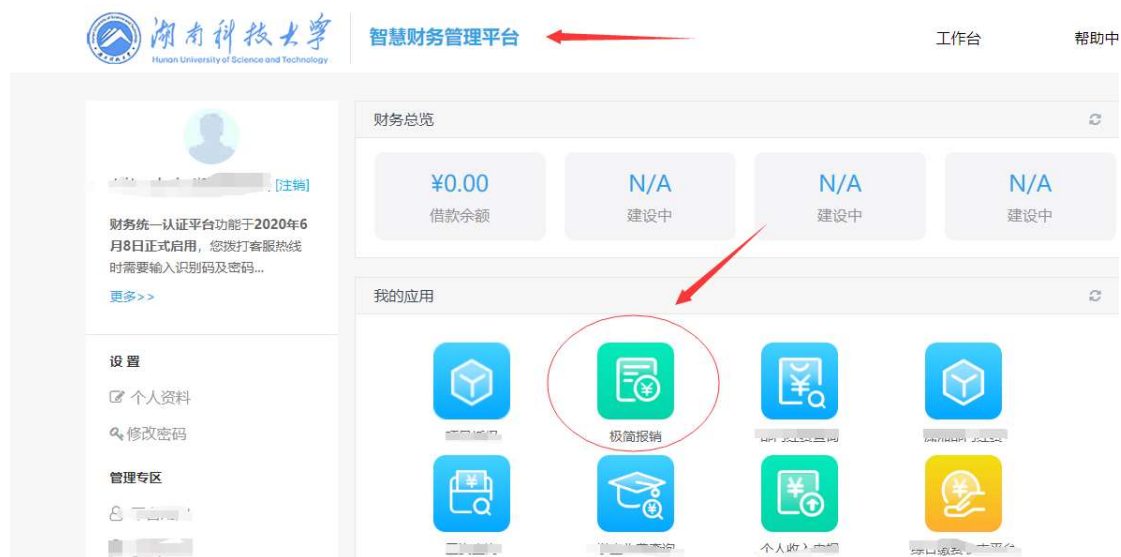 湖南科技大学
Hunan University of Science and Technology
智慧财务管理平台
工作台
帮助中
[注销]
财务统一认证平台功能于2020年6
月8日正式启用，您拨打客服热线
时需要输入识别码及密码...
更多>>
设 置
个人资料
修改密码
管理专区
财务总览
¥0.00
借款余额
N/A
建设中
N/A
建设中
N/A
建设中
我的应用
极简报销
个人收入申报